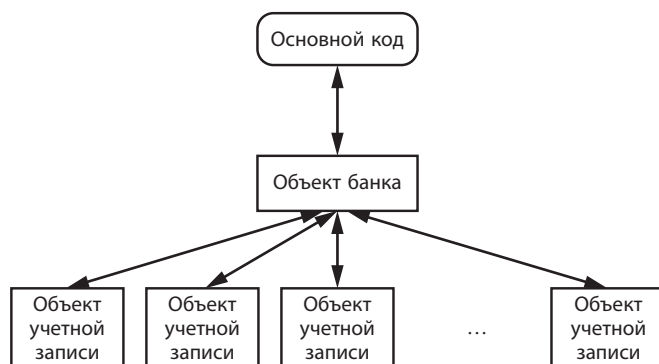 Основной код
Объект банка
Объект
учетной
записи
Объект
учетной
записи
Объект
учетной
записи
...
Объект
учетной
записи